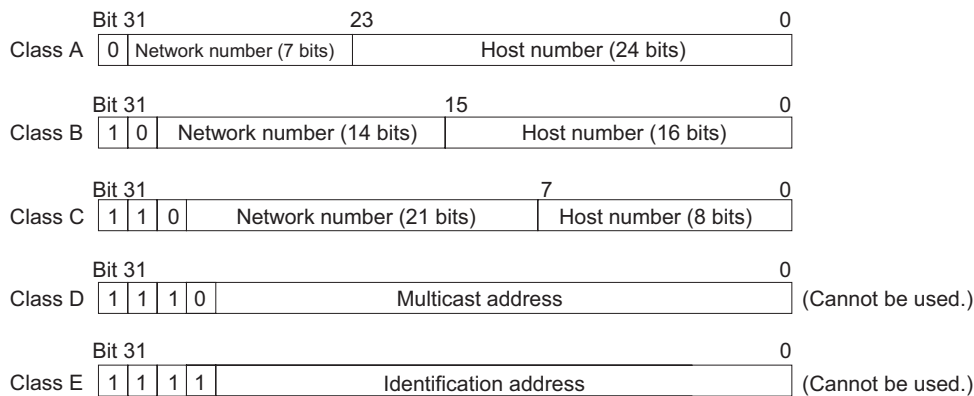 Bit 31 23 0
Class A 0 Network number (7 bits) Host number (24 bits)
Bit 31 15 0
Class B 1 0 Network number (14 bits) Host number (16 bits)
Bit 31 7 0
Class C 1 1 0 Network number (21 bits) Host number (8 bits)
Bit 31 0
Class D 1 1 1 0 Multicast address (Cannot be used.)
Bit 31 0
Class E 1 1 1 1 Identification address (Cannot be used.)